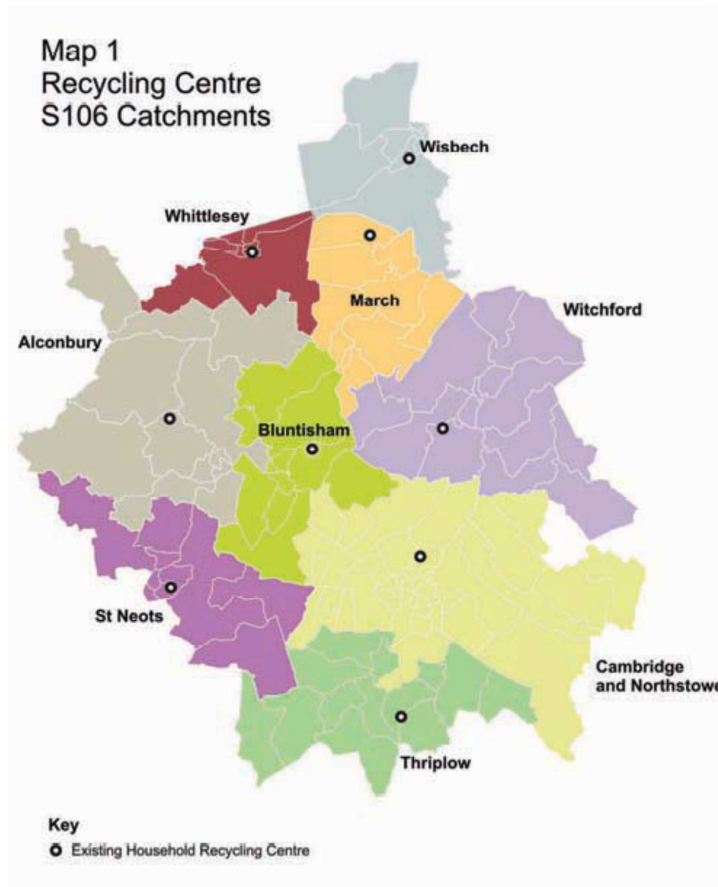 Map 1
Recycling Centre
S106 Catchments
Wisbech
Whittlesey
March
Witchford
Alconbury
Bluntisham
St Neots
Cambridge
and Northstowe
Thriplow
Key
Existing Household Recycling Centre